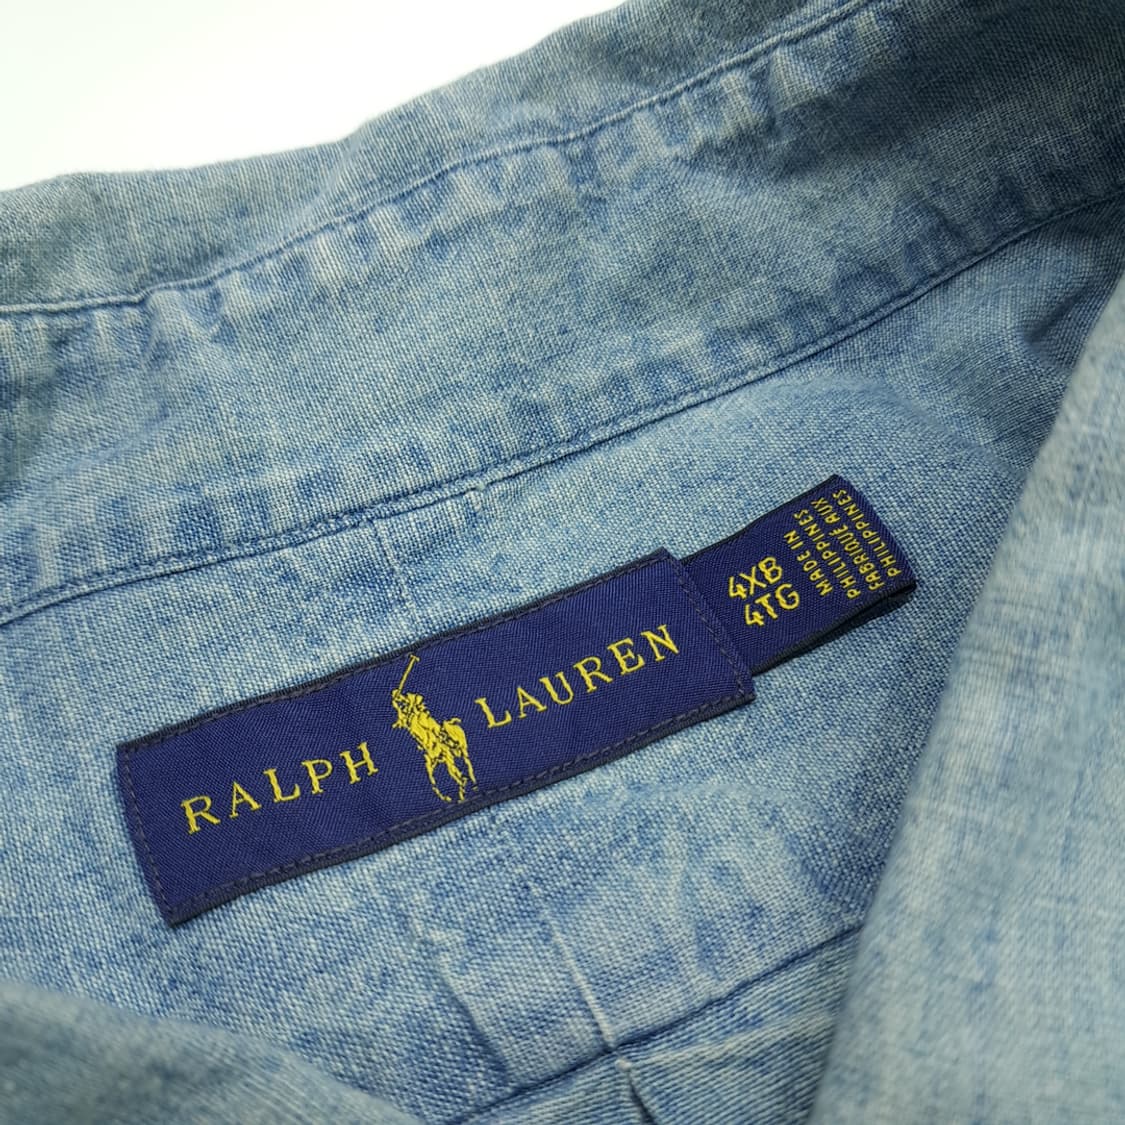 RALPH LAUREN
4XB
4TG
MADE IN
PHILIPPINES
FABRIQUÉ AUX
PHILIPPINES